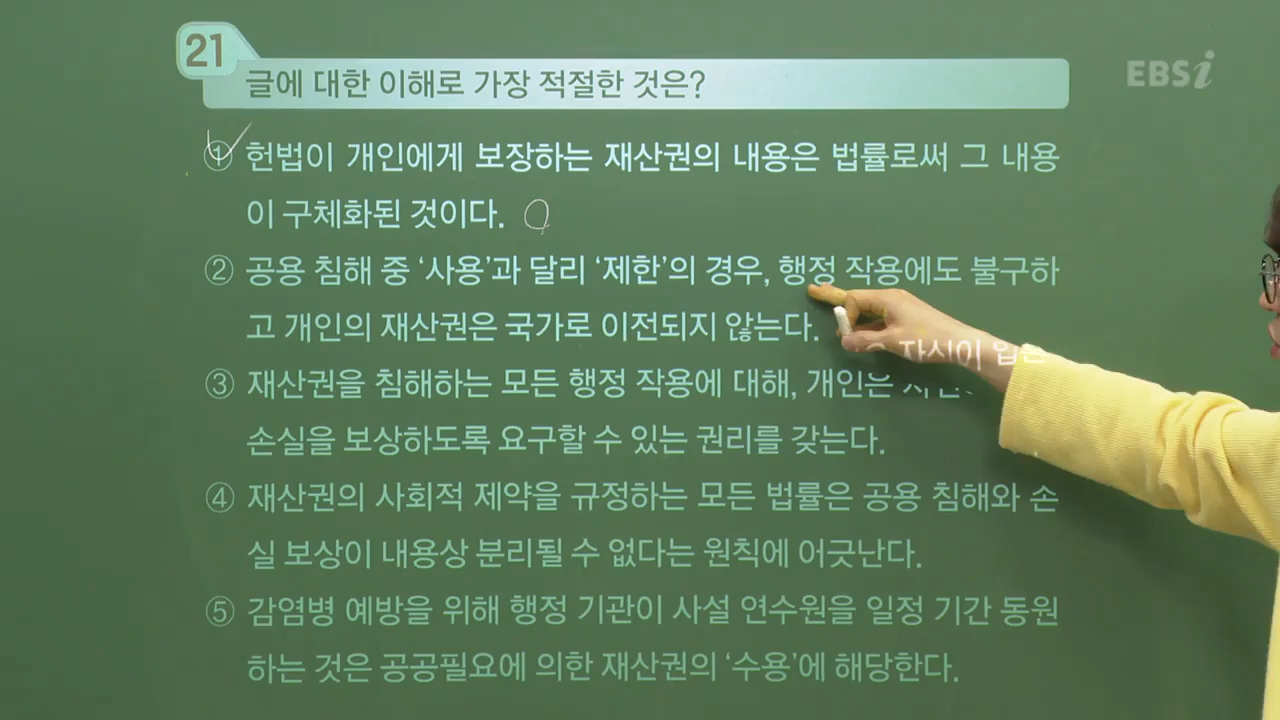 21
글에 대한 이해로 가장 적절한 것은?
EBSi
① 헌법이 개인에게 보장하는 재산권의 내용은 법률로써 그 내용
이 구체화된 것이다.
② 공용 침해 중 ‘사용’과 달리 ‘제한’의 경우, 행정 작용에도 불구하
고 개인의 재산권은 국가로 이전되지 않는다.
③ 재산권을 침해하는 모든 행정 작용에 대해, 개인은 자신이 입은
손실을 보상하도록 요구할 수 있는 권리를 갖는다.
④ 재산권의 사회적 제약을 규정하는 모든 법률은 공용 침해와 손
실 보상이 내용상 분리될 수 없다는 원칙에 어긋난다.
⑤ 감염병 예방을 위해 행정 기관이 사설 연수원을 일정 기간 동원
하는 것은 공공필요에 의한 재산권의 ‘수용’에 해당한다.